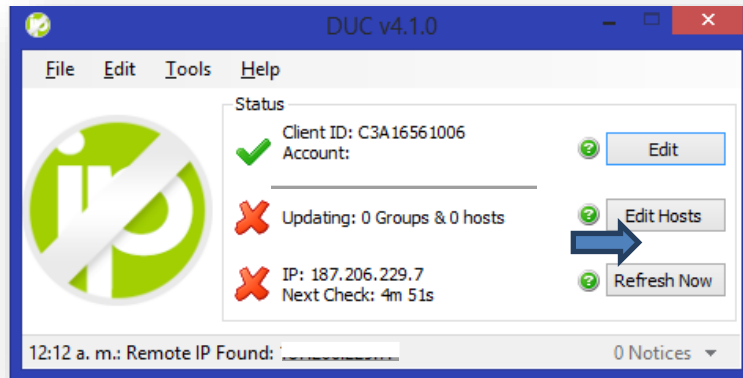 DUC v4.1.0
File Edit Tools Help
Status
Client ID: C3A16561006
Account:
Edit
Updating: 0 Groups & 0 hosts
Edit Hosts
IP: 187.206.229.7
Next Check: 4m 51s
Refresh Now
12:12 a. m.: Remote IP Found:
0 Notices